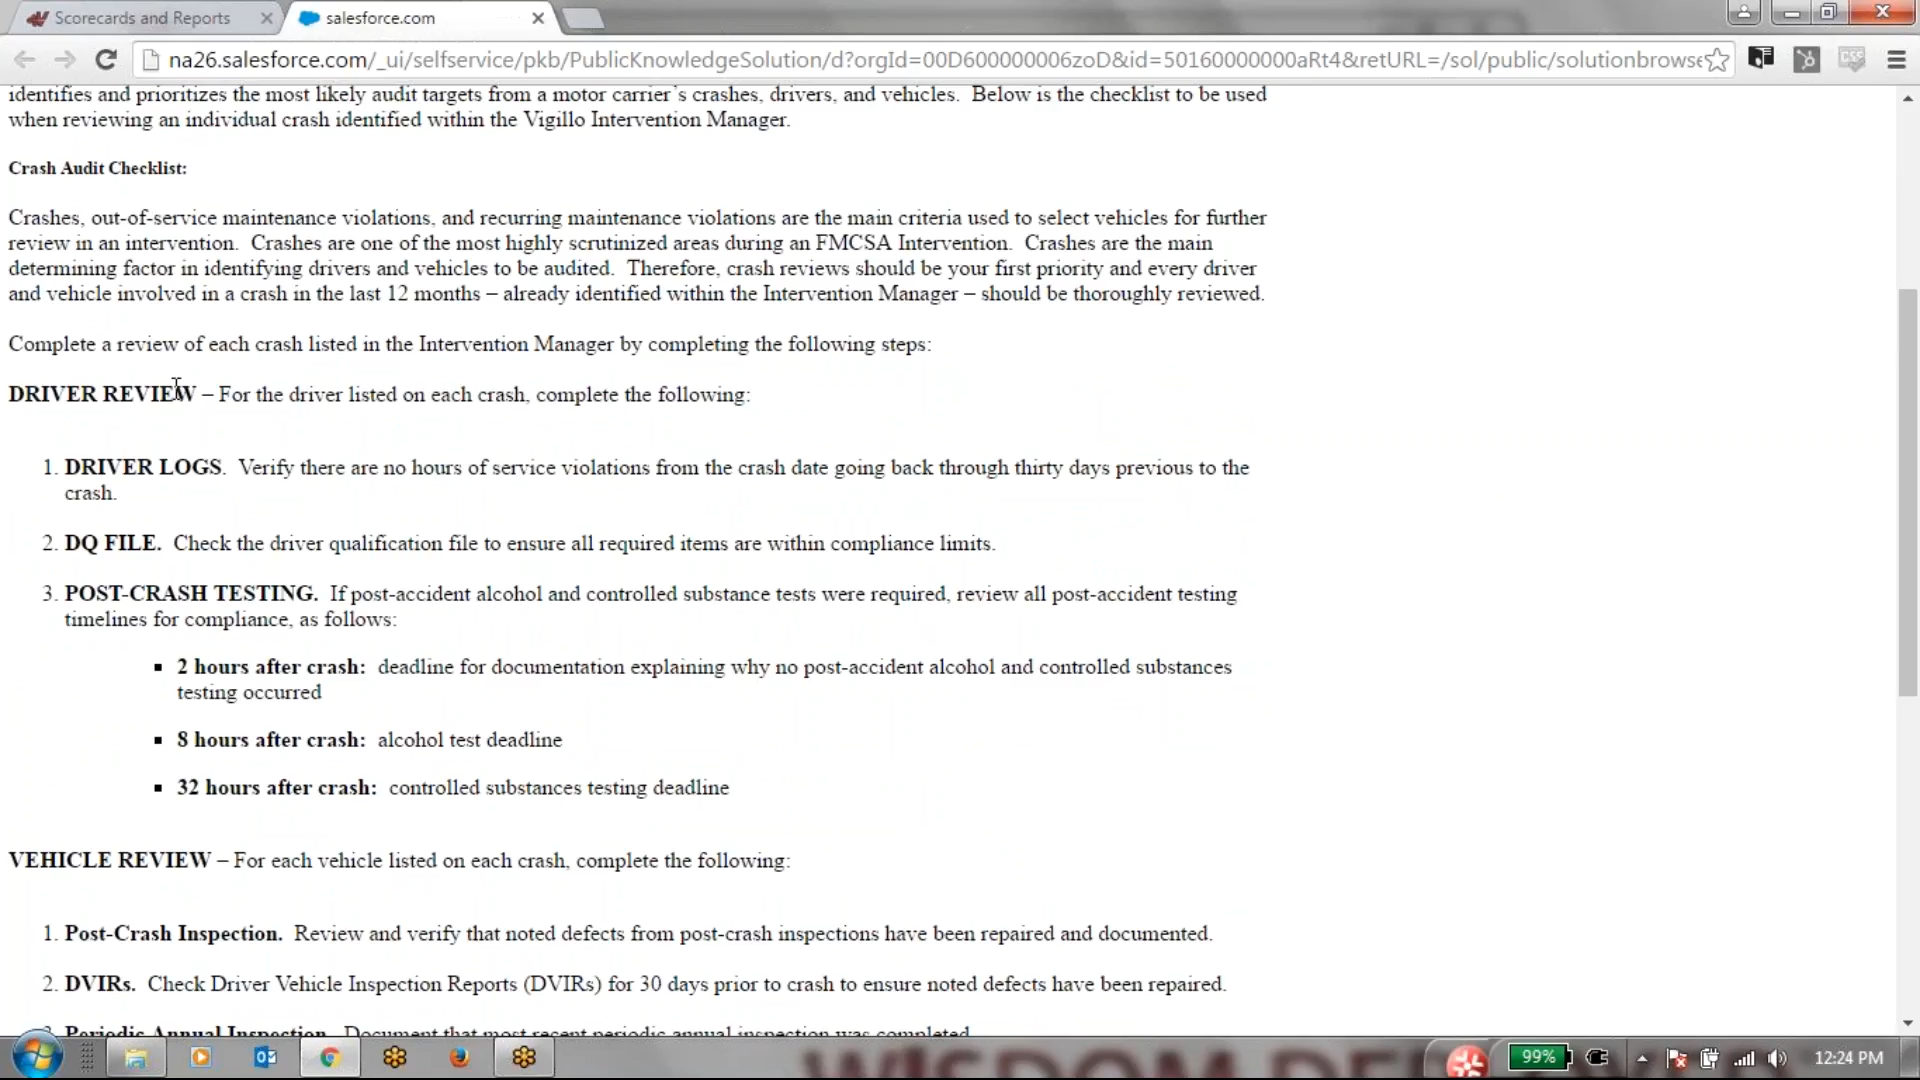 Scorecards and Reports
salesforce.com
na26.salesforce.com/_ui/selfservice/pkb/PublicKnowledgeSolution/d?orgId=00D600000006zoD&id=50160000000aRt4&retURL=/sol/public/solutionbrowse
identifies and prioritizes the most likely audit targets from a motor carrier's crashes, drivers, and vehicles.  Below is the checklist to be used
when reviewing an individual crash identified within the Vigillo Intervention Manager.
Crash Audit Checklist:
Crashes, out-of-service maintenance violations, and recurring maintenance violations are the main criteria used to select vehicles for further
review in an intervention.  Crashes are one of the most highly scrutinized areas during an FMCSA Intervention.  Crashes are the main
determining factor in identifying drivers and vehicles to be audited.  Therefore, crash reviews should be your first priority and every driver
and vehicle involved in a crash in the last 12 months – already identified within the Intervention Manager – should be thoroughly reviewed.
Complete a review of each crash listed in the Intervention Manager by completing the following steps:
DRIVER REVIEW – For the driver listed on each crash, complete the following:
1. DRIVER LOGS.  Verify there are no hours of service violations from the crash date going back through thirty days previous to the
crash.
2. DQ FILE.  Check the driver qualification file to ensure all required items are within compliance limits.
3. POST-CRASH TESTING.  If post-accident alcohol and controlled substance tests were required, review all post-accident testing
timelines for compliance, as follows:
▪ 2 hours after crash:  deadline for documentation explaining why no post-accident alcohol and controlled substances
testing occurred
▪ 8 hours after crash:  alcohol test deadline
▪ 32 hours after crash:  controlled substances testing deadline
VEHICLE REVIEW – For each vehicle listed on each crash, complete the following:
1. Post-Crash Inspection.  Review and verify that noted defects from post-crash inspections have been repaired and documented.
2. DVIRs.  Check Driver Vehicle Inspection Reports (DVIRs) for 30 days prior to crash to ensure noted defects have been repaired.
3. Periodic Annual Inspection.  Document that most recent periodic annual inspection was completed.
WISDOM
99%
12:24 PM